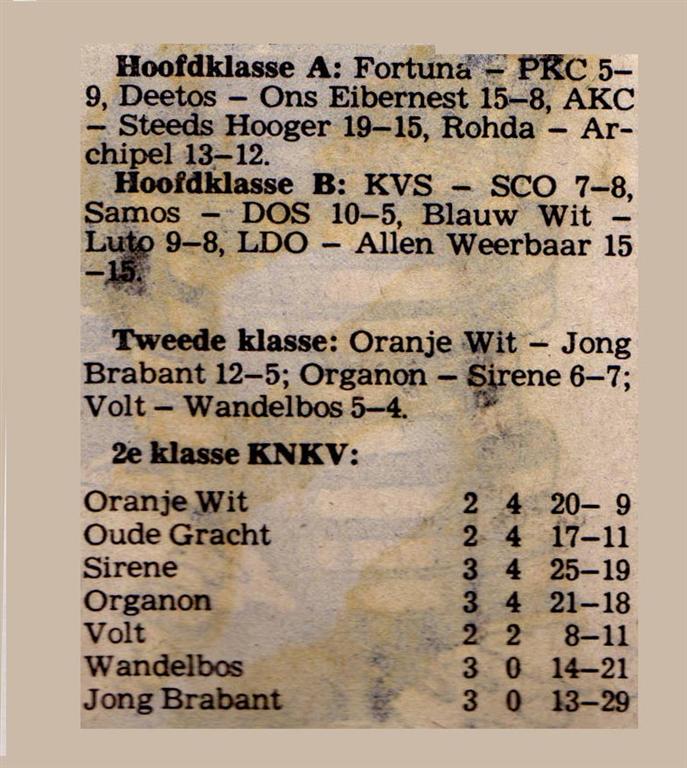 Hoofdklasse A: Fortuna – PKC 5–
9, Deetos – Ons Eibernest 15–8, AKC
– Steeds Hooger 19–15, Rohda – Ar-
chipel 13–12.
Hoofdklasse B: KVS – SCO 7–8,
Samos – DOS 10–5, Blauw Wit –
Luto 9–8, LDO – Allen Weerbaar 15
–15.
Tweede klasse: Oranje Wit – Jong
Brabant 12–5; Organon – Sirene 6–7;
Volt – Wandelbos 5–4.
2e klasse KNKV:
Oranje Wit 2 4 20– 9
Oude Gracht 2 4 17–11
Sirene 3 4 25–19
Organon 3 4 21–18
Volt 2 2 8–11
Wandelbos 3 0 14–21
Jong Brabant 3 0 13–29